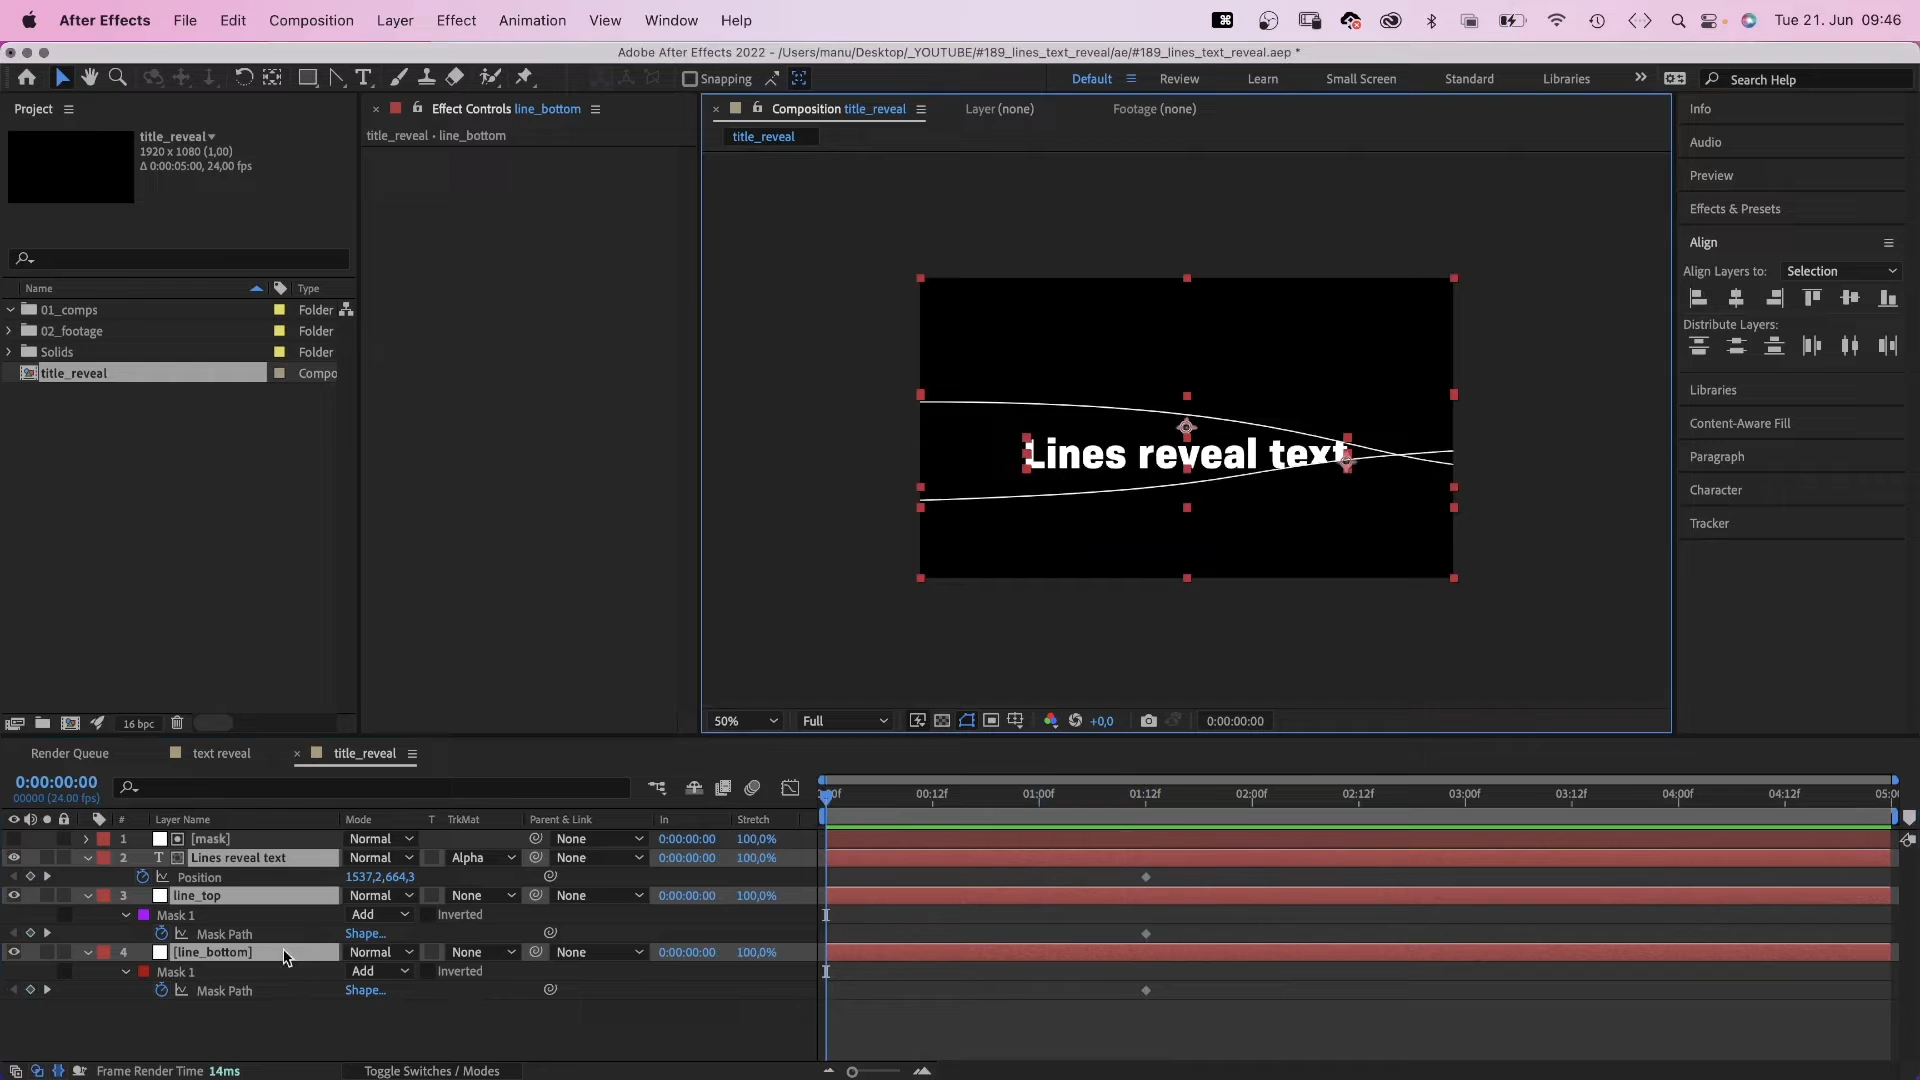 After Effects File Edit Composition Layer Effect Animation View Window Help Tue 21. Jun 09:46
Adobe After Effects 2022 - /Users/manu/Desktop/_YOUTUBE/#189_lines_text_reveal/ae/#189_lines_text_reveal.aep *
Snapping Default Review Learn Small Screen Standard Libraries Search Help
Project Effect Controls line_bottom Composition title_reveal Layer (none) Footage (none) Info
title_reveal
1920 x 1080 (1,00)
Δ 0:00:05:00, 24,00 fps
title_reveal • line_bottom
title_reveal
Audio
Preview
Effects & Presets
Align
Align Layers to: Selection
Distribute Layers:
Libraries
Content-Aware Fill
Paragraph
Character
Tracker
Name Type
01_comps Folder
02_footage Folder
Solids Folder
title_reveal Compo
Lines reveal text
16 bpc
50% Full +0,0 0:00:00:00
Render Queue text reveal title_reveal
0:00:00:00
00000 (24.00 fps)
00f 00:12f 01:00f 01:12f 02:00f 02:12f 03:00f 03:12f 04:00f 04:12f 05:00
# Layer Name Mode T TrkMat Parent & Link In Stretch
1 [mask] Normal None 0:00:00:00 100,0%
2 T Lines reveal text Normal Alpha None 0:00:00:00 100,0%
Position 1537,2,664,3
3 line_top Normal None None 0:00:00:00 100,0%
Mask 1 Add Inverted
Mask Path Shape...
4 [line_bottom] Normal None None 0:00:00:00 100,0%
Mask 1 Add Inverted
Mask Path Shape...
Frame Render Time 14ms Toggle Switches / Modes